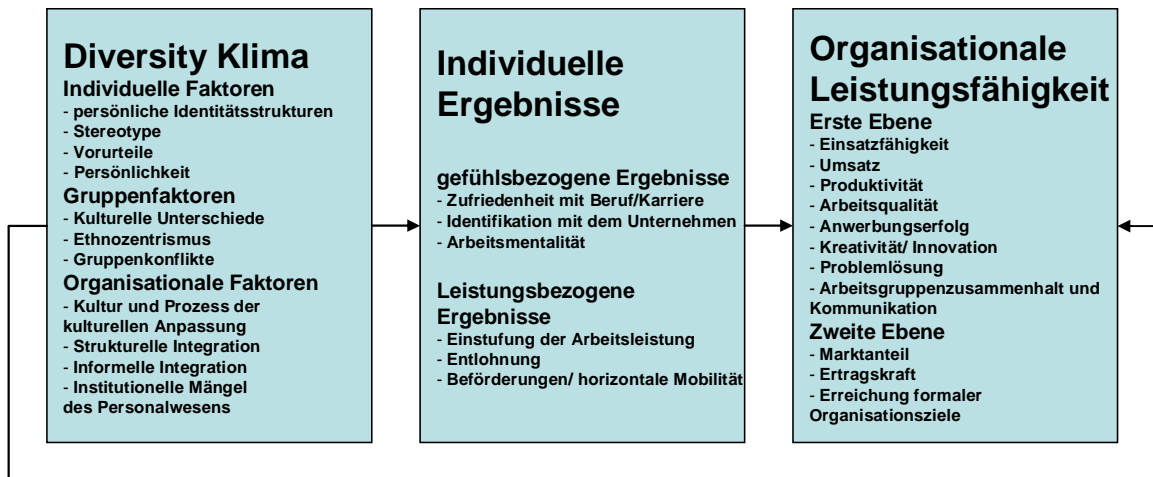 Diversity Klima
Individuelle Faktoren
- persönliche Identitätsstrukturen
- Stereotype
- Vorurteile
- Persönlichkeit
Gruppenfaktoren
- Kulturelle Unterschiede
- Ethnozentrismus
- Gruppenkonflikte
Organisationale Faktoren
- Kultur und Prozess der
kulturellen Anpassung
- Strukturelle Integration
- Informelle Integration
- Institutionelle Mängel
des Personalwesens
Individuelle
Ergebnisse
gefühlsbezogene Ergebnisse
- Zufriedenheit mit Beruf/Karriere
- Identifikation mit dem Unternehmen
- Arbeitsmentalität
Leistungsbezogene
Ergebnisse
- Einstufung der Arbeitsleistung
- Entlohnung
- Beförderungen/ horizontale Mobilität
Organisationale
Leistungsfähigkeit
Erste Ebene
- Einsatzfähigkeit
- Umsatz
- Produktivität
- Arbeitsqualität
- Anwerbungserfolg
- Kreativität/ Innovation
- Problemlösung
- Arbeitsgruppenzusammenhalt und
Kommunikation
Zweite Ebene
- Marktanteil
- Ertragskraft
- Erreichung formaler
Organisationsziele